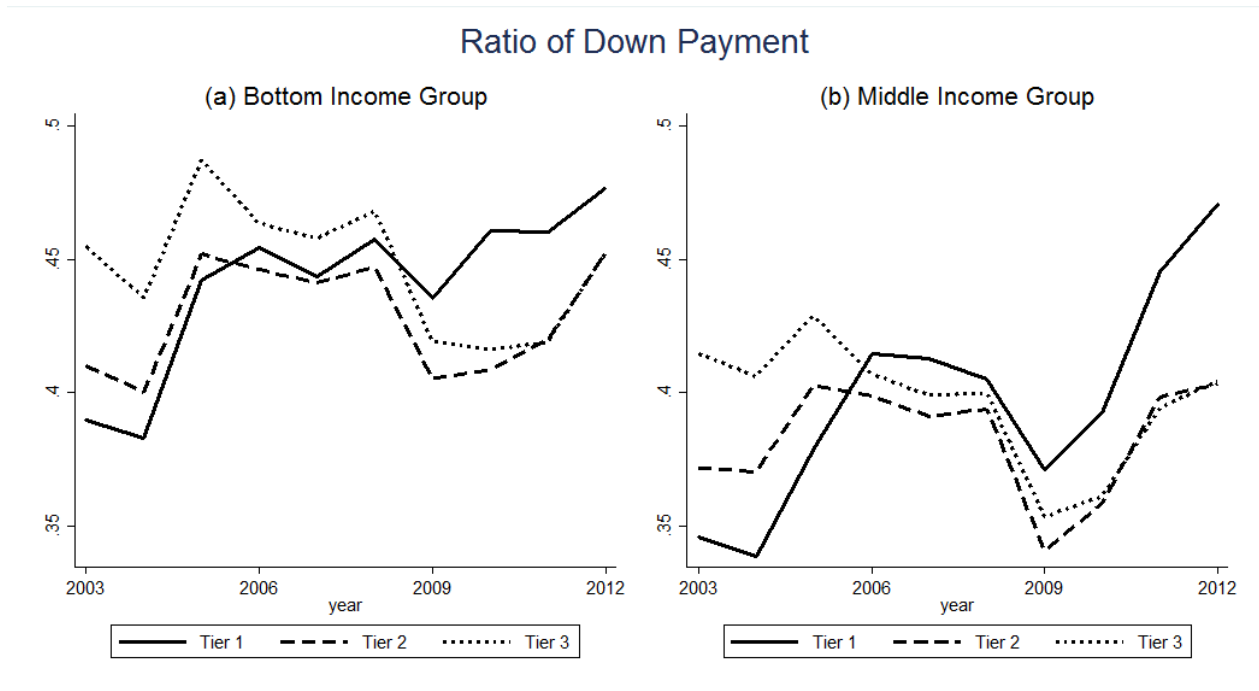 Ratio of Down Payment
(a) Bottom Income Group
.5
.45
.4
.35
2003 2006 2009 2012
year
Tier 1 Tier 2 Tier 3
(b) Middle Income Group
.5
.45
.4
.35
2003 2006 2009 2012
year
Tier 1 Tier 2 Tier 3